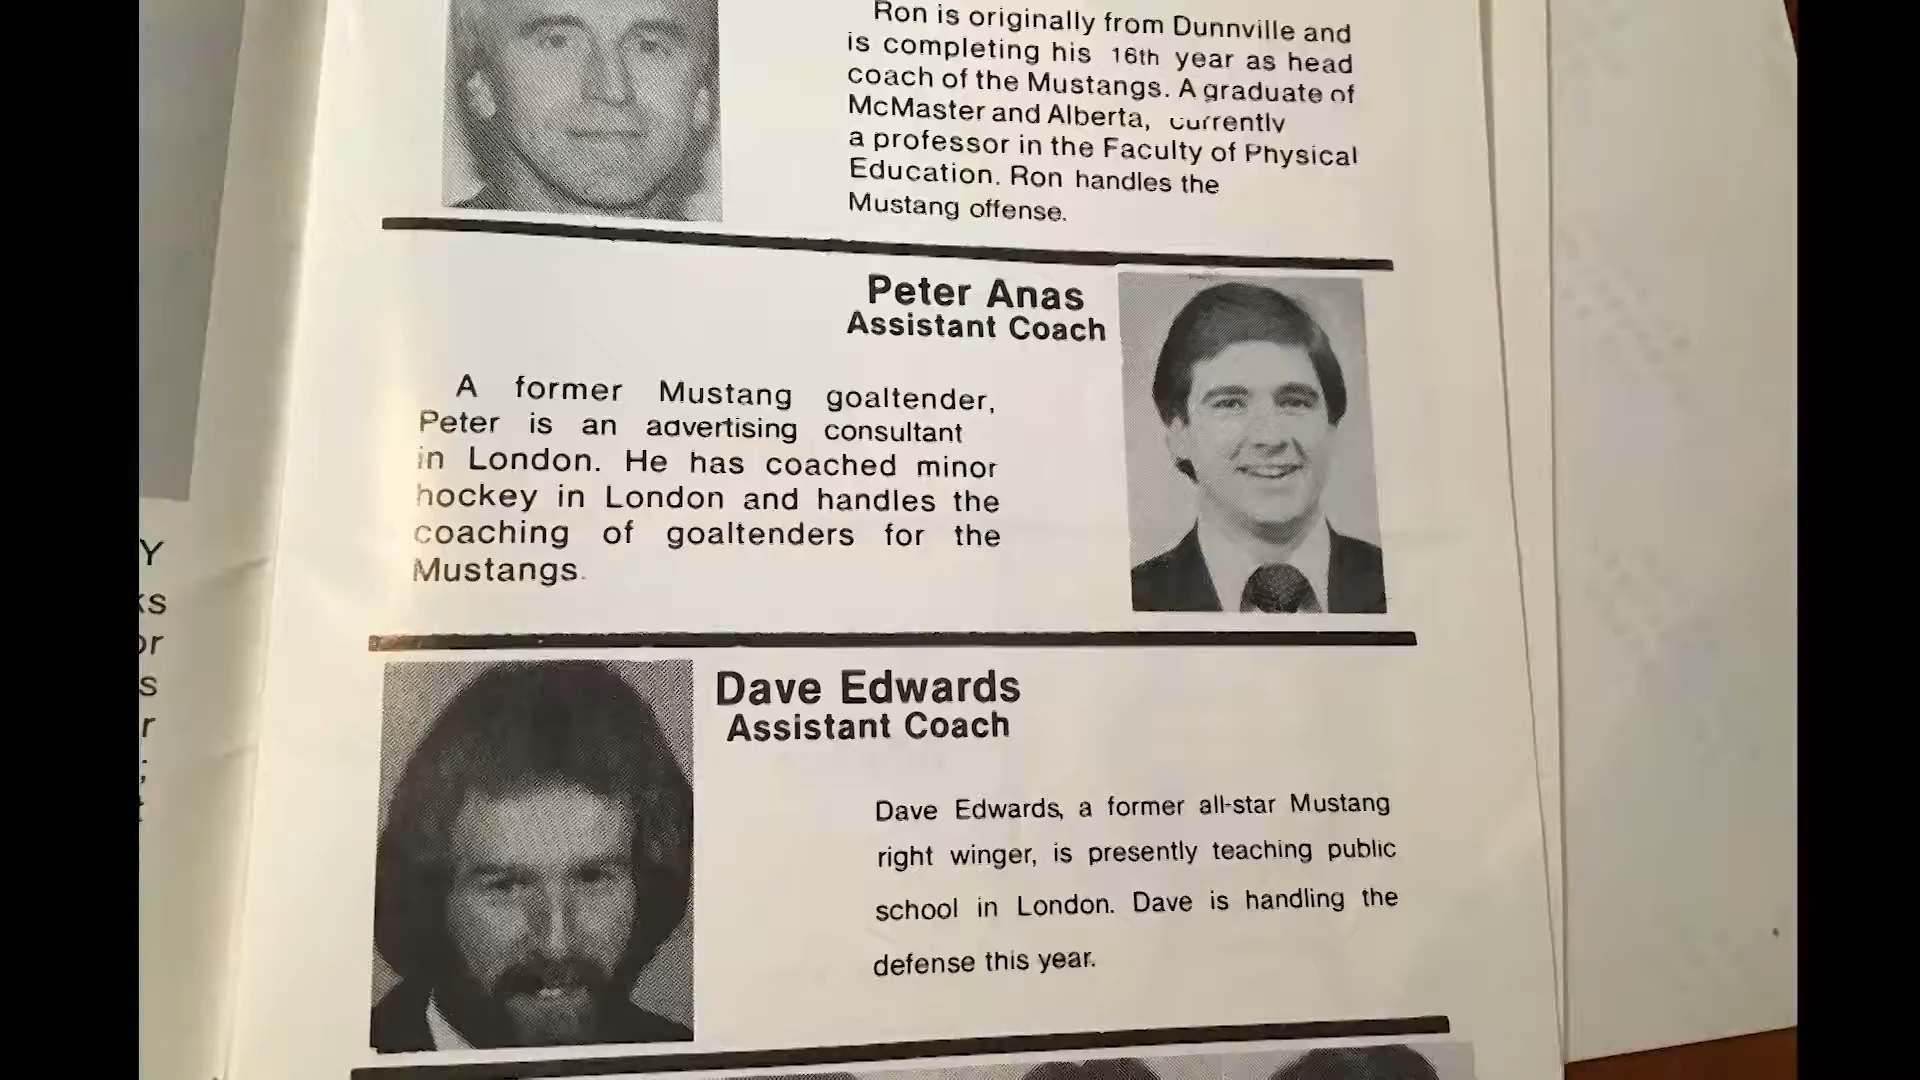 Ron is originally from Dunnville and
is completing his 16th year as head
coach of the Mustangs. A graduate of
McMaster and Alberta, currently
a professor in the Faculty of Physical
Education. Ron handles the
Mustang offense.
Peter Anas
Assistant Coach
A former Mustang goaltender,
Peter is an advertising consultant
in London. He has coached minor
hockey in London and handles the
coaching of goaltenders for the
Mustangs.
Dave Edwards
Assistant Coach
Dave Edwards, a former all-star Mustang
right winger, is presently teaching public
school in London. Dave is handling the
defense this year.